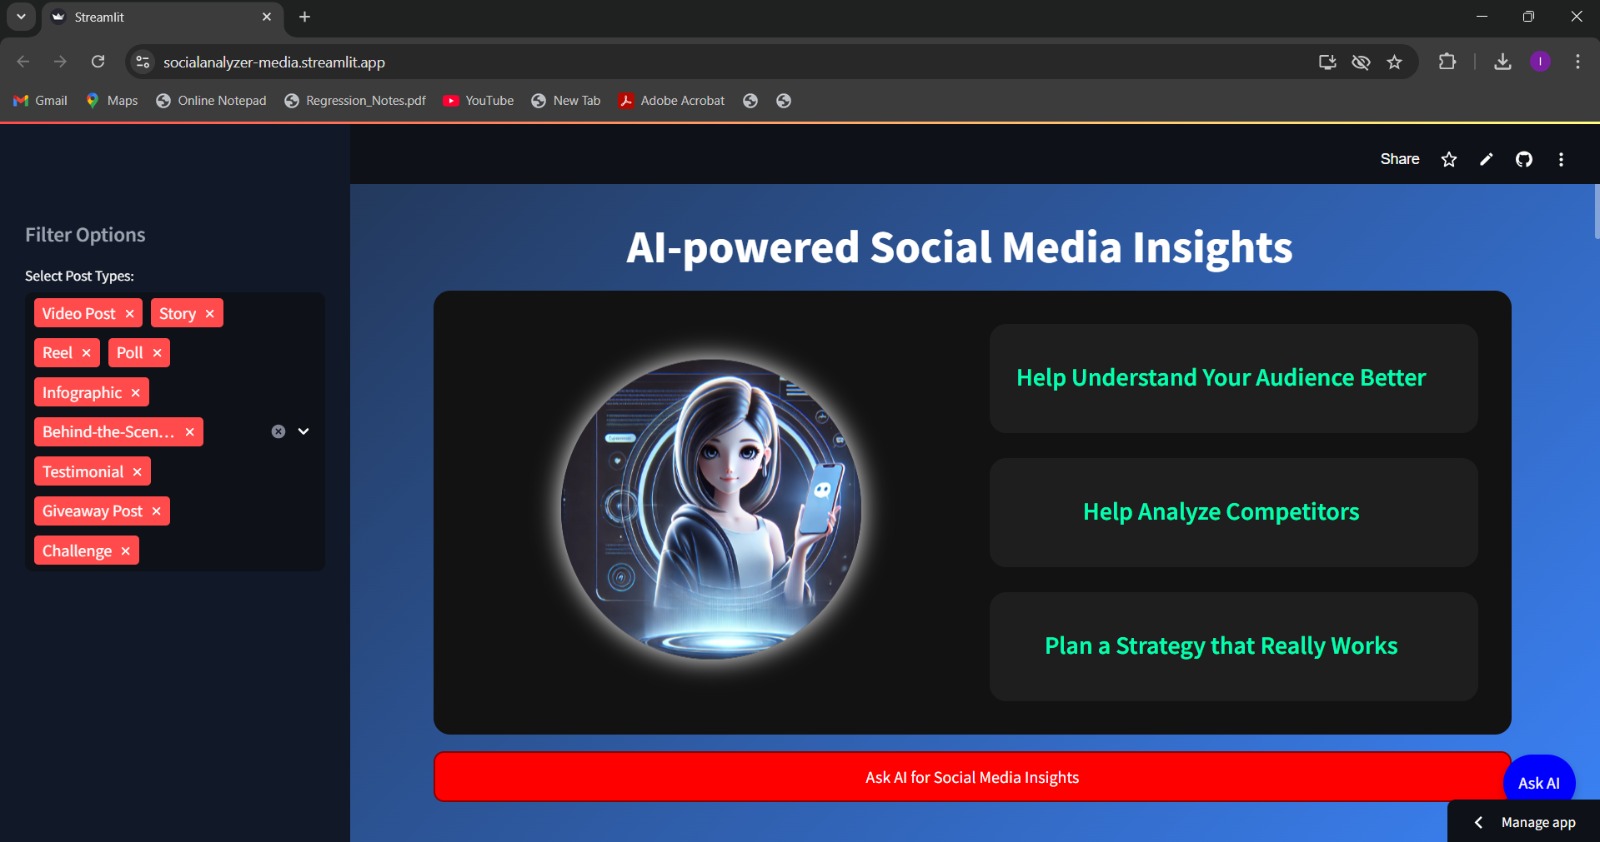 Streamlit
socialanalyzer-media.streamlit.app
I
Gmail
Maps
Online Notepad
Regression_Notes.pdf
YouTube
New Tab
Adobe Acrobat
Share
Filter Options
Select Post Types:
Video Post
Story
Reel
Poll
Infographic
Behind-the-Scen...
Testimonial
Giveaway Post
Challenge
AI-powered Social Media Insights
Help Understand Your Audience Better
Help Analyze Competitors
Plan a Strategy that Really Works
Ask AI for Social Media Insights
Ask AI
Manage app